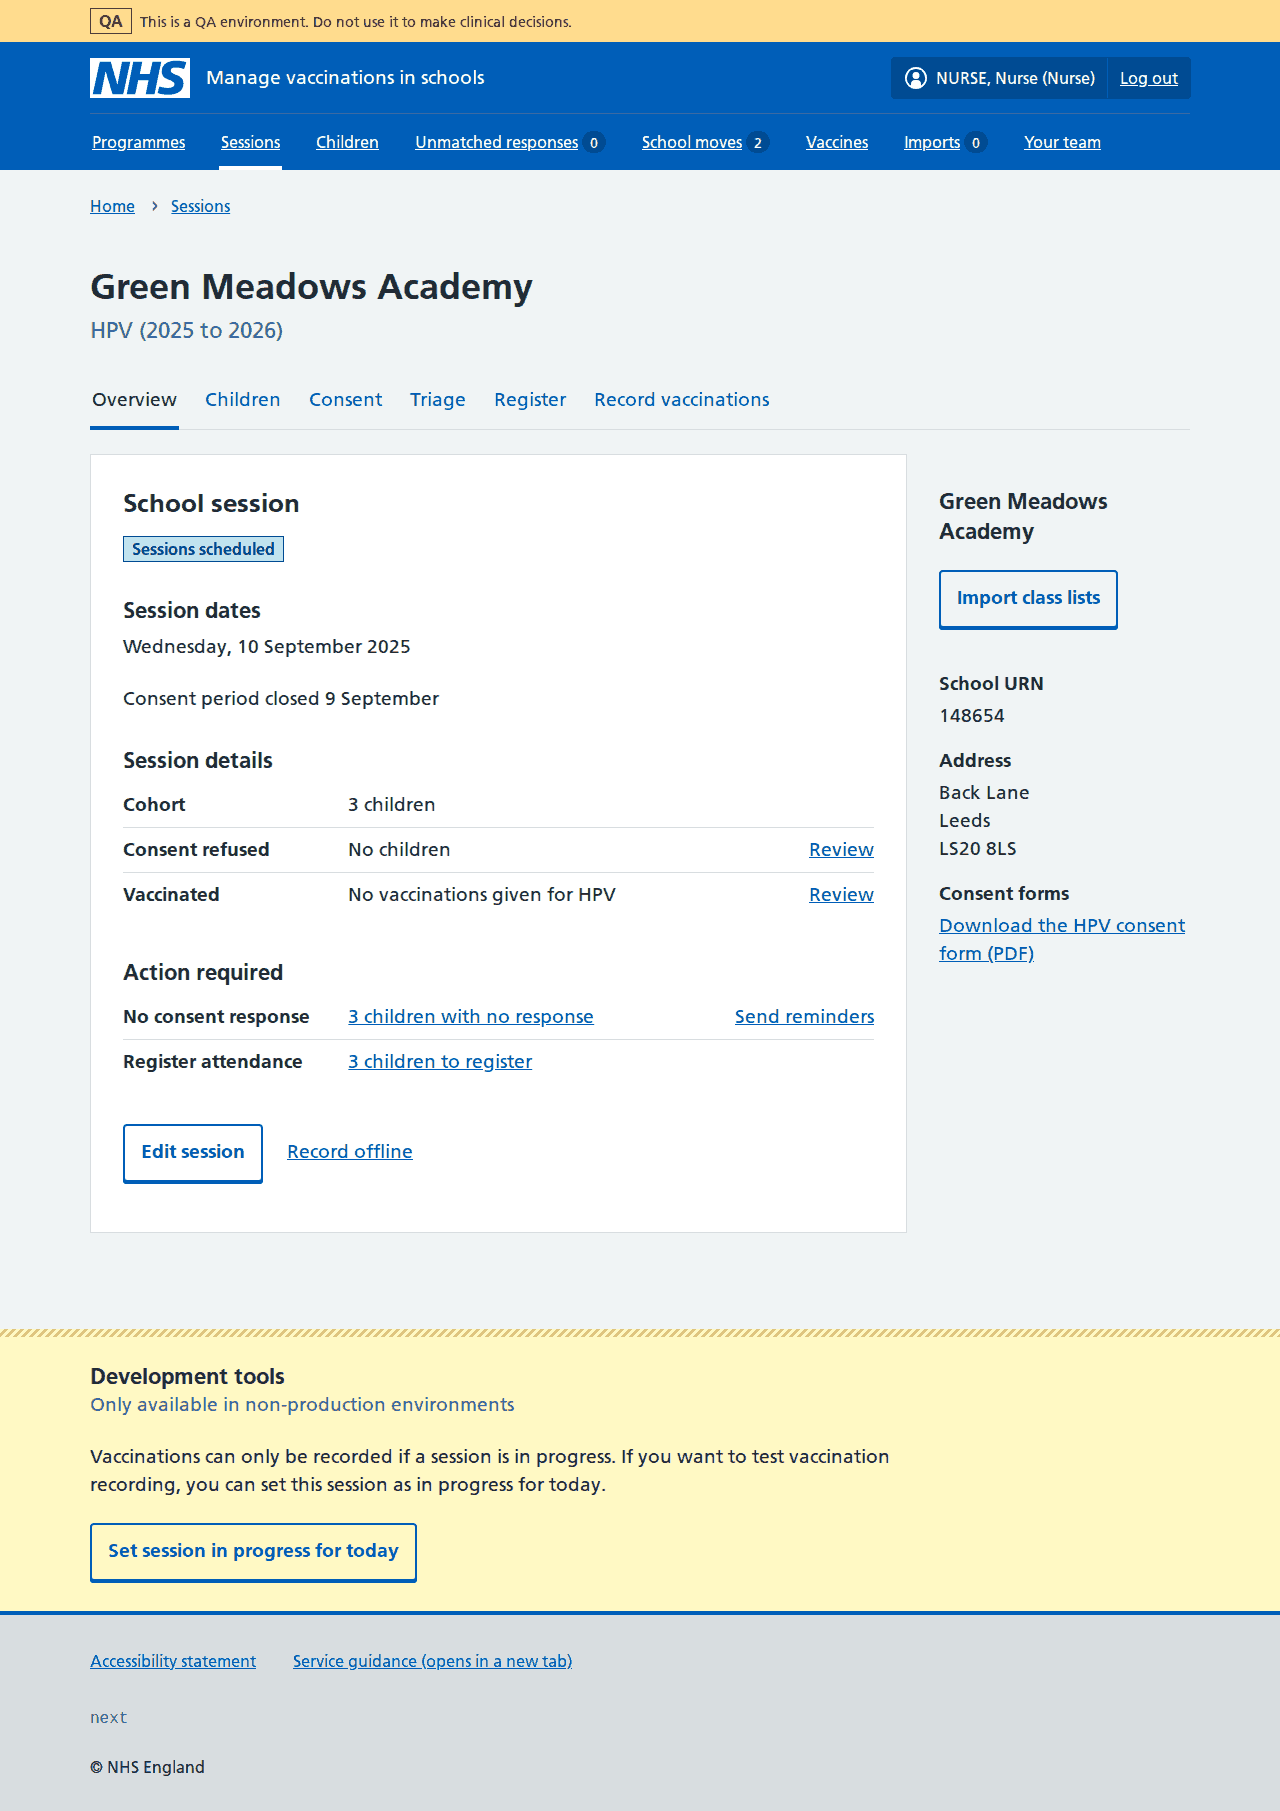 QA This is a QA environment. Do not use it to make clinical decisions.
NHS Manage vaccinations in schools NURSE, Nurse (Nurse) Log out
Programmes Sessions Children Unmatched responses 0 School moves 2 Vaccines Imports 0 Your team
Home › Sessions
Green Meadows Academy
HPV (2025 to 2026)
Overview Children Consent Triage Register Record vaccinations
School session
Sessions scheduled
Session dates
Wednesday, 10 September 2025
Consent period closed 9 September
Session details
Cohort 3 children
Consent refused No children Review
Vaccinated No vaccinations given for HPV Review
Action required
No consent response 3 children with no response Send reminders
Register attendance 3 children to register
Edit session Record offline
Green Meadows
Academy
Import class lists
School URN
148654
Address
Back Lane
Leeds
LS20 8LS
Consent forms
Download the HPV consent
form (PDF)
Development tools
Only available in non-production environments
Vaccinations can only be recorded if a session is in progress. If you want to test vaccination
recording, you can set this session as in progress for today.
Set session in progress for today
Accessibility statement Service guidance (opens in a new tab)
next
© NHS England